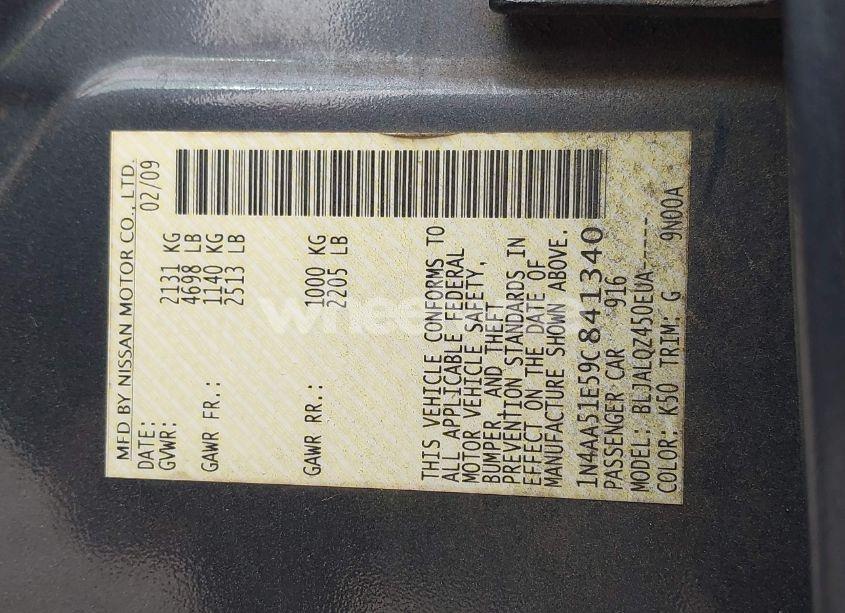 MFD BY NISSAN MOTOR CO., LTD.
DATE: 02/09
GVWR: 2131 KG
4698 LB
GAWR FR.: 1140 KG
2513 LB
GAWR RR.: 1000 KG
2205 LB
THIS VEHICLE CONFORMS TO
ALL APPLICABLE FEDERAL
MOTOR VEHICLE SAFETY,
BUMPER, AND THEFT
PREVENTION STANDARDS IN
EFFECT ON THE DATE OF
MANUFACTURE SHOWN ABOVE.
1N4AA51E59C841340
PASSENGER CAR 916
MODEL: BLJALQZ450EUA-----
COLOR: K50 TRIM: G 9N00A